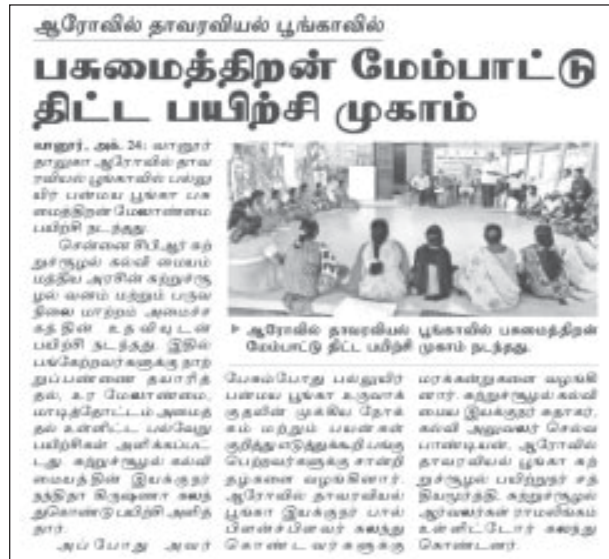 ஆரோவில் தாவரவியல் பூங்காவில்
பசுமைத்திறன் மேம்பாட்டு
திட்ட பயிற்சி முகாம்
வானூர், அக். 24: வானூர்
தாலுகா ஆரோவில் தாவ
ரவியல் பூங்காவில் பல்லு
யிர் பன்மய பூங்கா பசு
மைத்திறன் மேலாண்மை
பயிற்சி நடந்தது.
சென்னை சிபிஆர் சுற்
றுச்சூழல் கல்வி மையம்
மத்திய அரசின் சுற்றுச்சூ
ழல் வனம் மற்றும் பருவ
நிலை மாற்றம் அமைச்ச
கத்தின் உதவியுடன்
பயிற்சி நடந்தது. இதில்
பங்கேற்றவர்களுக்கு நாற்
றுப்பண்ணை தயாரித்
தல், உர மேலாண்மை,
மாடித்தோட்டம் அமைத்
தல் உள்ளிட்ட பல்வேறு
பயிற்சிகள் அளிக்கப்பட்
டது. சுற்றுச்சூழல் கல்வி
மையத்தின் இயக்குநர்
நந்திதா கிருஷ்ணா கலந்
துகொண்டு பயிற்சி அளித்
தார்.
அப்போது அவர்
ஆரோவில் தாவரவியல் பூங்காவில் பசுமைத்திறன்
மேம்பாட்டு திட்ட பயிற்சி முகாம் நடந்தது.
பேசும்போது பல்லுயிர்
பன்மய பூங்கா உருவாக்
குதலின் முக்கிய நோக்
கம் மற்றும் பயன்கள்
குறித்து எடுத்துக்கூறி பங்கு
பெற்றவர்களுக்கு சான்றி
தழ்களை வழங்கினார்.
ஆரோவில் தாவரவியல்
பூங்கா இயக்குநர் பால்
பிளன்ச்பிளவர் கலந்து
கொண்டவர்களுக்கு
மரக்கன்றுகளை வழங்கி
னார். சுற்றுச்சூழல் கல்வி
மைய இயக்குநர் சுதாகர்,
கல்வி அலுவலர் செல்வ
பாண்டியன், ஆரோவில்
தாவரவியல் பூங்கா சுற்
றுச்சூழல் பயிற்றுநர் சத்
தியமூர்த்தி, சுற்றுச்சூழல்
ஆர்வலர்கள் ராமலிங்கம்
உள்ளிட்டோர் கலந்து
கொண்டனர்.